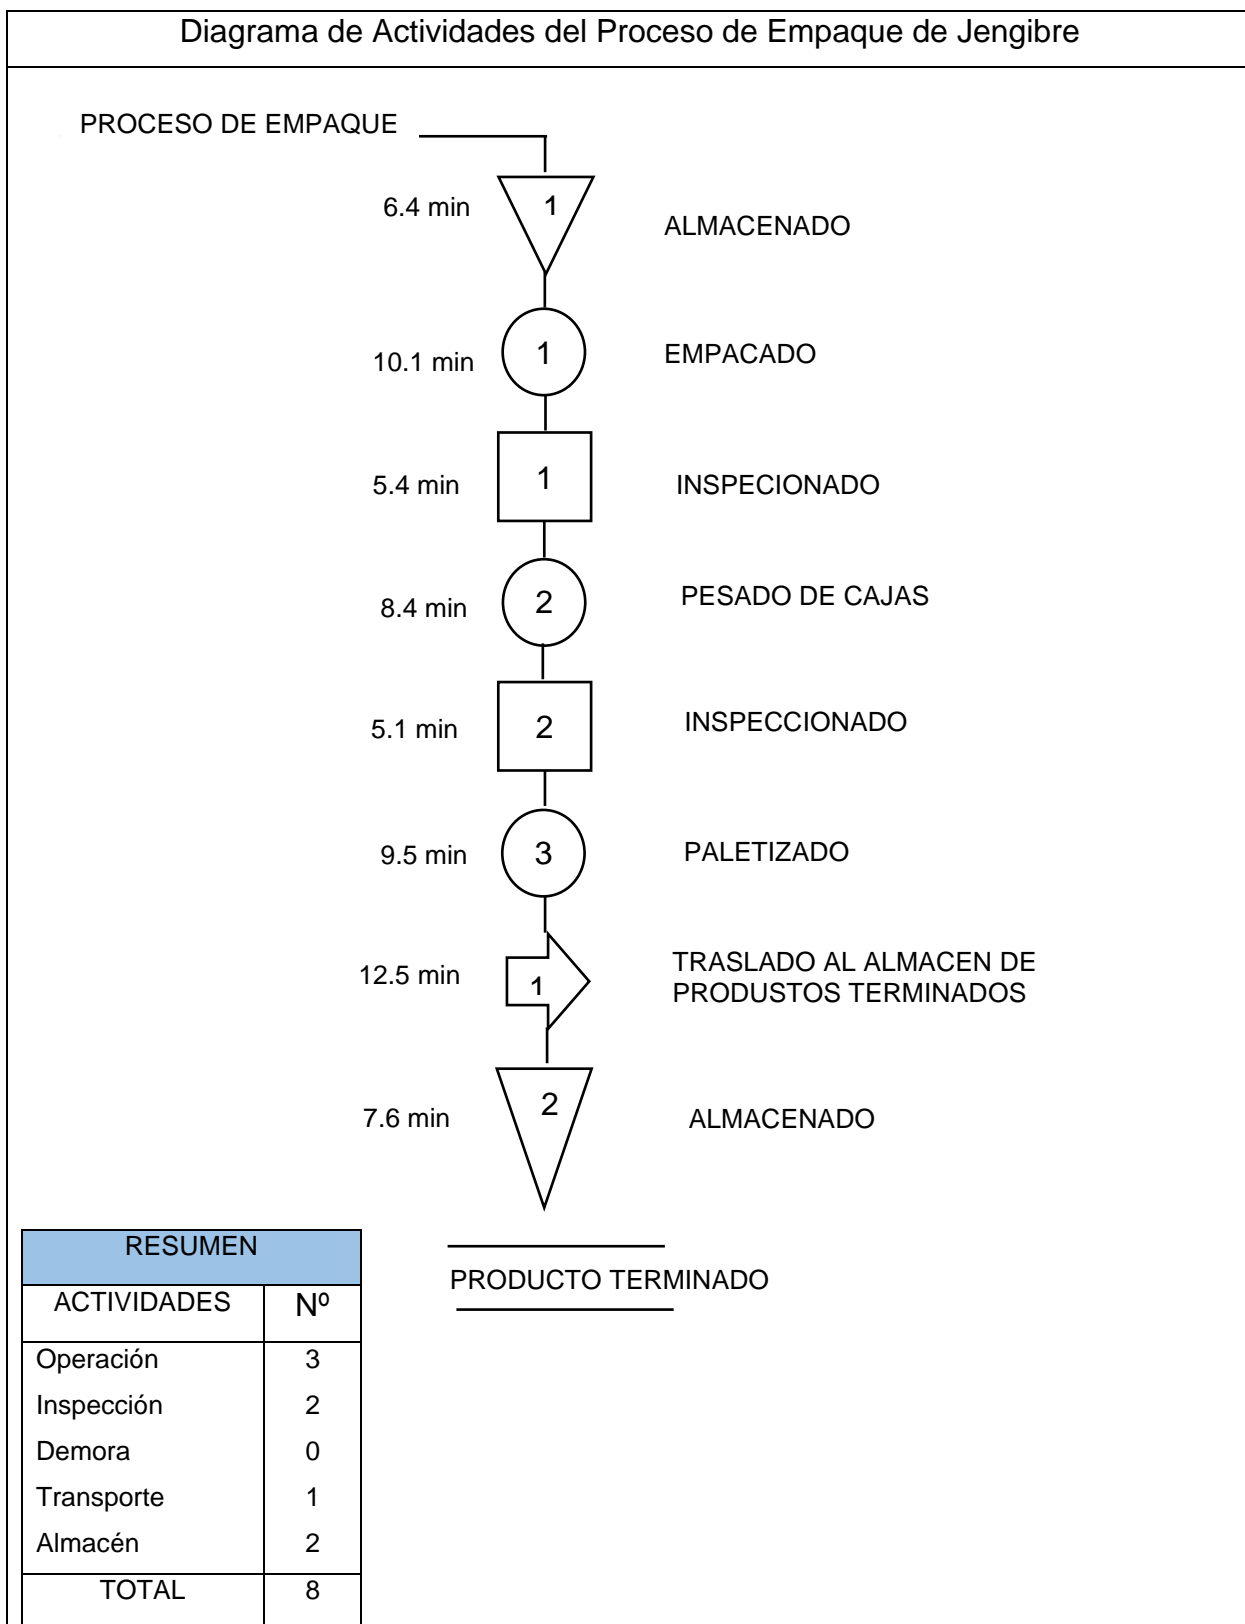 Diagrama de Actividades del Proceso de Empaque de Jengibre
PROCESO DE EMPAQUE
6.4 min 1 ALMACENADO
10.1 min 1 EMPACADO
5.4 min 1 INSPECIONADO
8.4 min 2 PESADO DE CAJAS
5.1 min 2 INSPECCIONADO
9.5 min 3 PALETIZADO
12.5 min 1 TRASLADO AL ALMACEN DE
PRODUSTOS TERMINADOS
7.6 min 2 ALMACENADO
PRODUCTO TERMINADO
RESUMEN
ACTIVIDADES Nº
Operación 3
Inspección 2
Demora 0
Transporte 1
Almacén 2
TOTAL 8